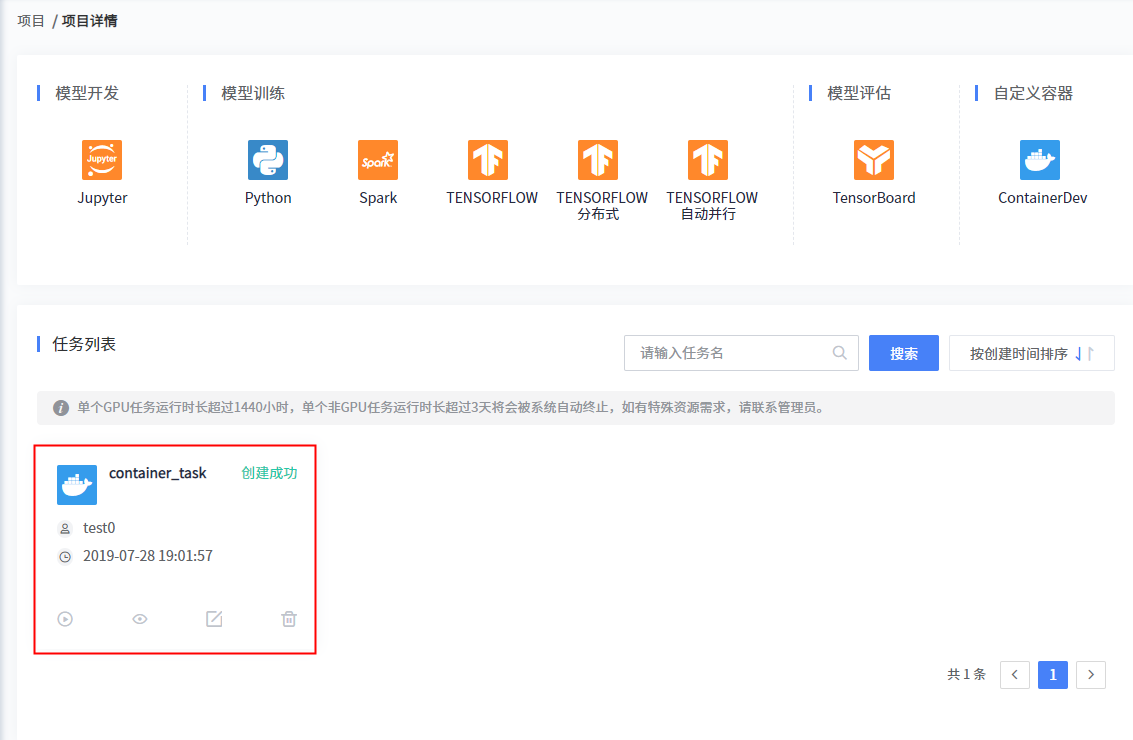 项目 / 项目详情
模型开发
模型训练
模型评估
自定义容器
Jupyter
Spark
Jupyter
Python
Spark
TENSORFLOW
TENSORFLOW
分布式
TENSORFLOW
自动并行
TensorBoard
ContainerDev
任务列表
请输入任务名
搜索
按创建时间排序
单个GPU任务运行时长超过1440小时，单个非GPU任务运行时长超过3天将会被系统自动终止，如有特殊资源需求，请联系管理员。
container_task
创建成功
test0
2019-07-28 19:01:57
共 1 条
1